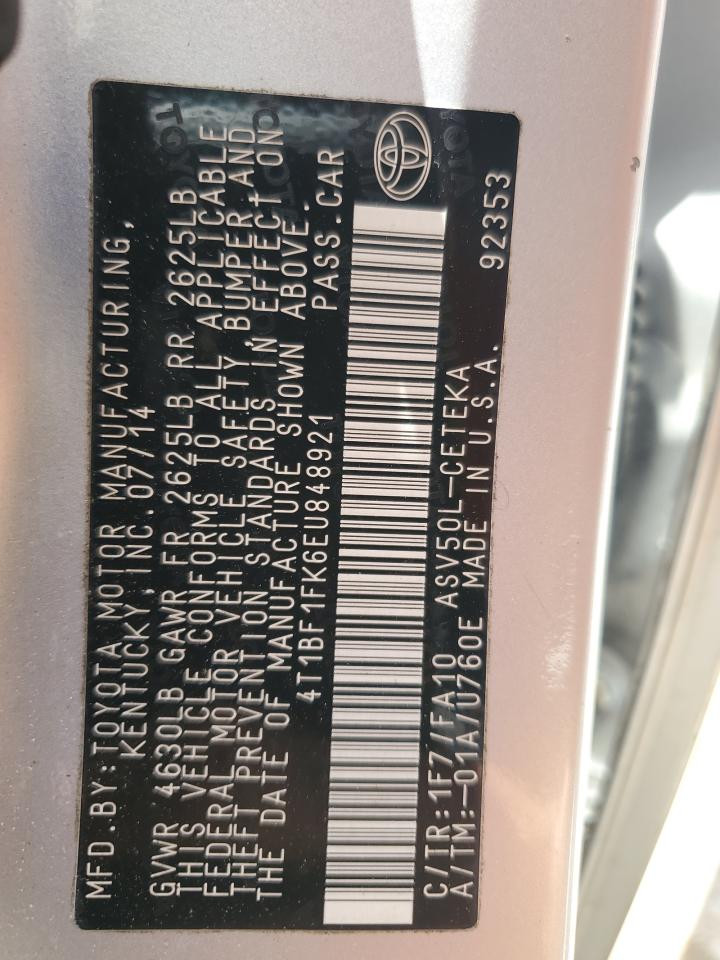 MFD.BY:TOYOTA MOTOR MANUFACTURING,
KENTUCKY,INC.07/14
GVWR 4630LB GAWR FR 2625LB RR 2625LB
THIS VEHICLE CONFORMS TO ALL APPLICABLE
FEDERAL MOTOR VEHICLE SAFETY,BUMPER AND
THEFT PREVENTION STANDARDS IN EFFECT ON
THE DATE OF MANUFACTURE SHOWN ABOVE.
4T1BF1FK6EU848921 PASS.CAR
C/TR:1F7/FA10 ASV50L-CETEKA
A/TM:-01A/U760E MADE IN U.S.A. 92353